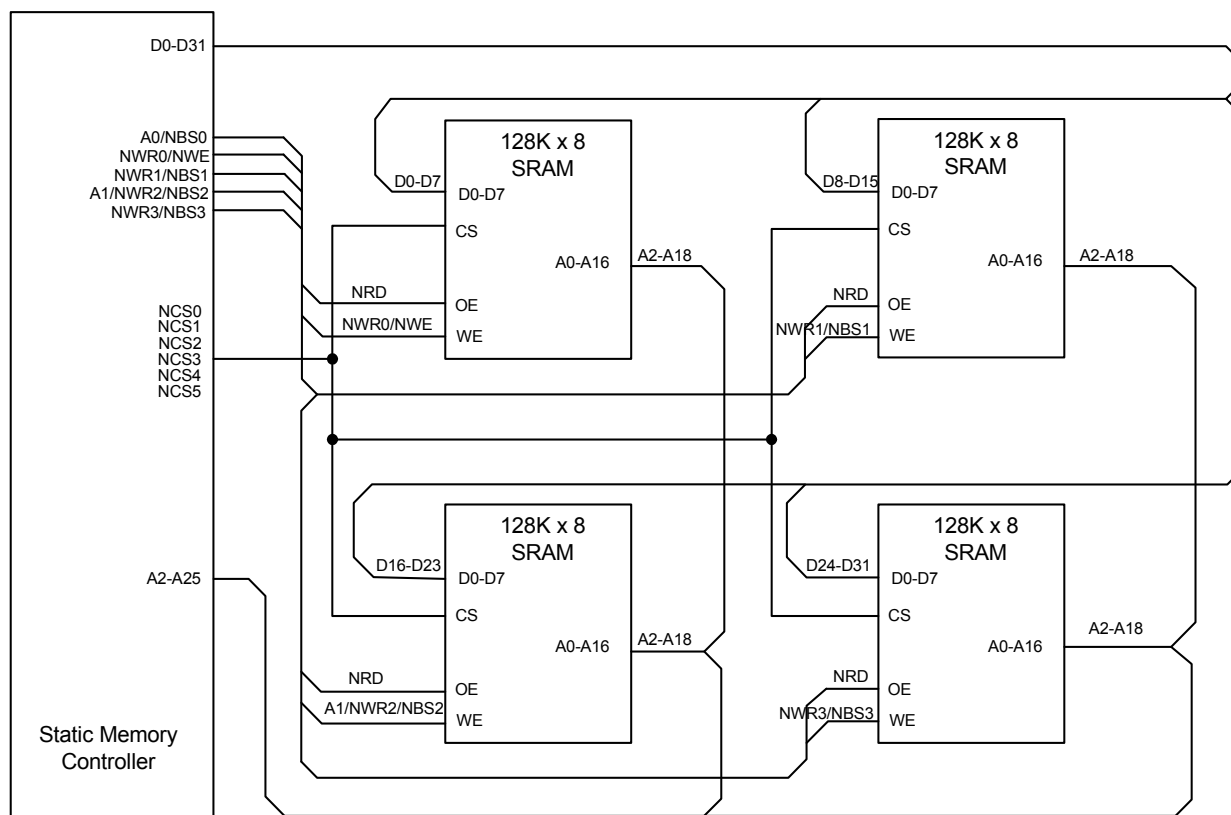 D0-D31
A0/NBS0
NWR0/NWE
NWR1/NBS1
A1/NWR2/NBS2
NWR3/NBS3
NCS0
NCS1
NCS2
NCS3
NCS4
NCS5
A2-A25
Static Memory
Controller
128K x 8
SRAM
D0-D7
D0-D7
CS
A0-A16
A2-A18
NRD
OE
NWR0/NWE
WE
128K x 8
SRAM
D8-D15
D0-D7
CS
A0-A16
A2-A18
NRD
OE
NWR1/NBS1
WE
128K x 8
SRAM
D16-D23
D0-D7
CS
A0-A16
A2-A18
NRD
OE
A1/NWR2/NBS2
WE
128K x 8
SRAM
D24-D31
D0-D7
CS
A0-A16
A2-A18
NRD
OE
NWR3/NBS3
WE